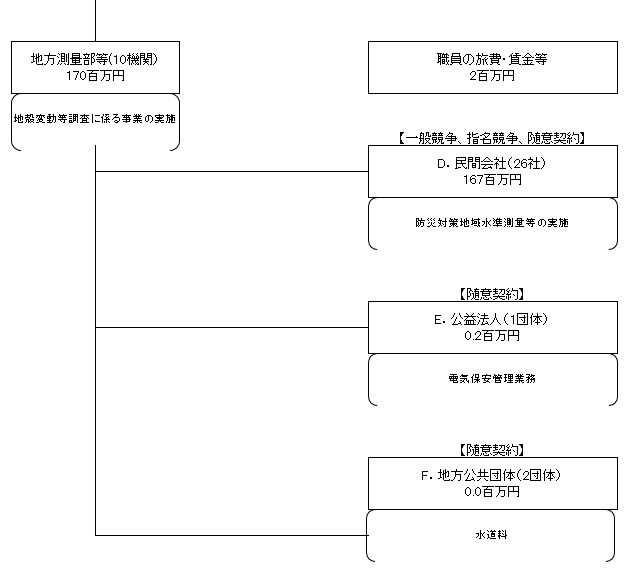 地方測量部等(10機関)
170百万円
地殻変動等調査に係る事業の実施
職員の旅費・賃金等
2百万円
【一般競争、指名競争、随意契約】
D．民間会社(26社)
167百万円
防災対策地域水準測量等の実施
【随意契約】
E．公益法人(1団体)
0.2百万円
電気保安管理業務
【随意契約】
F．地方公共団体(2団体)
0.0百万円
水道料